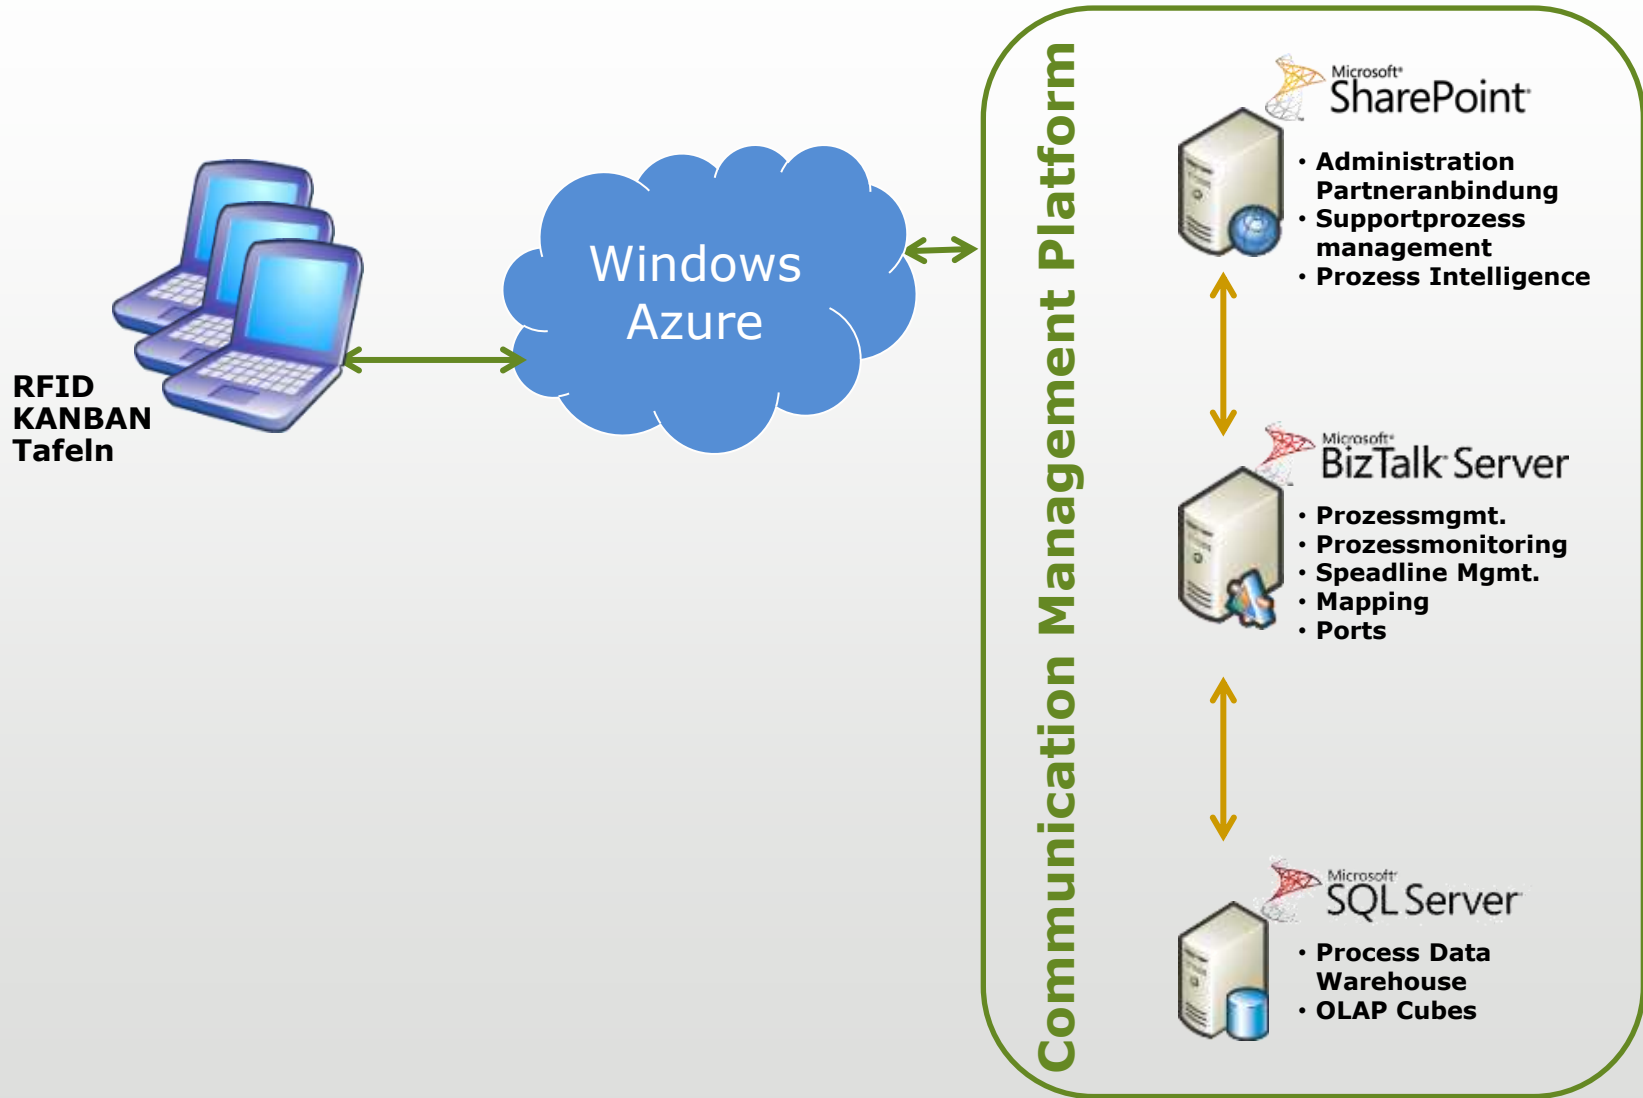 RFID
KANBAN
Tafeln
Windows
Azure
Communication Management Platform
Microsoft®
SharePoint®
• Administration
Partneranbindung
• Supportprozess
management
• Prozess Intelligence
Microsoft®
BizTalk® Server
• Prozessmgmt.
• Prozessmonitoring
• Speadline Mgmt.
• Mapping
• Ports
Microsoft®
SQL Server®
• Process Data
Warehouse
• OLAP Cubes